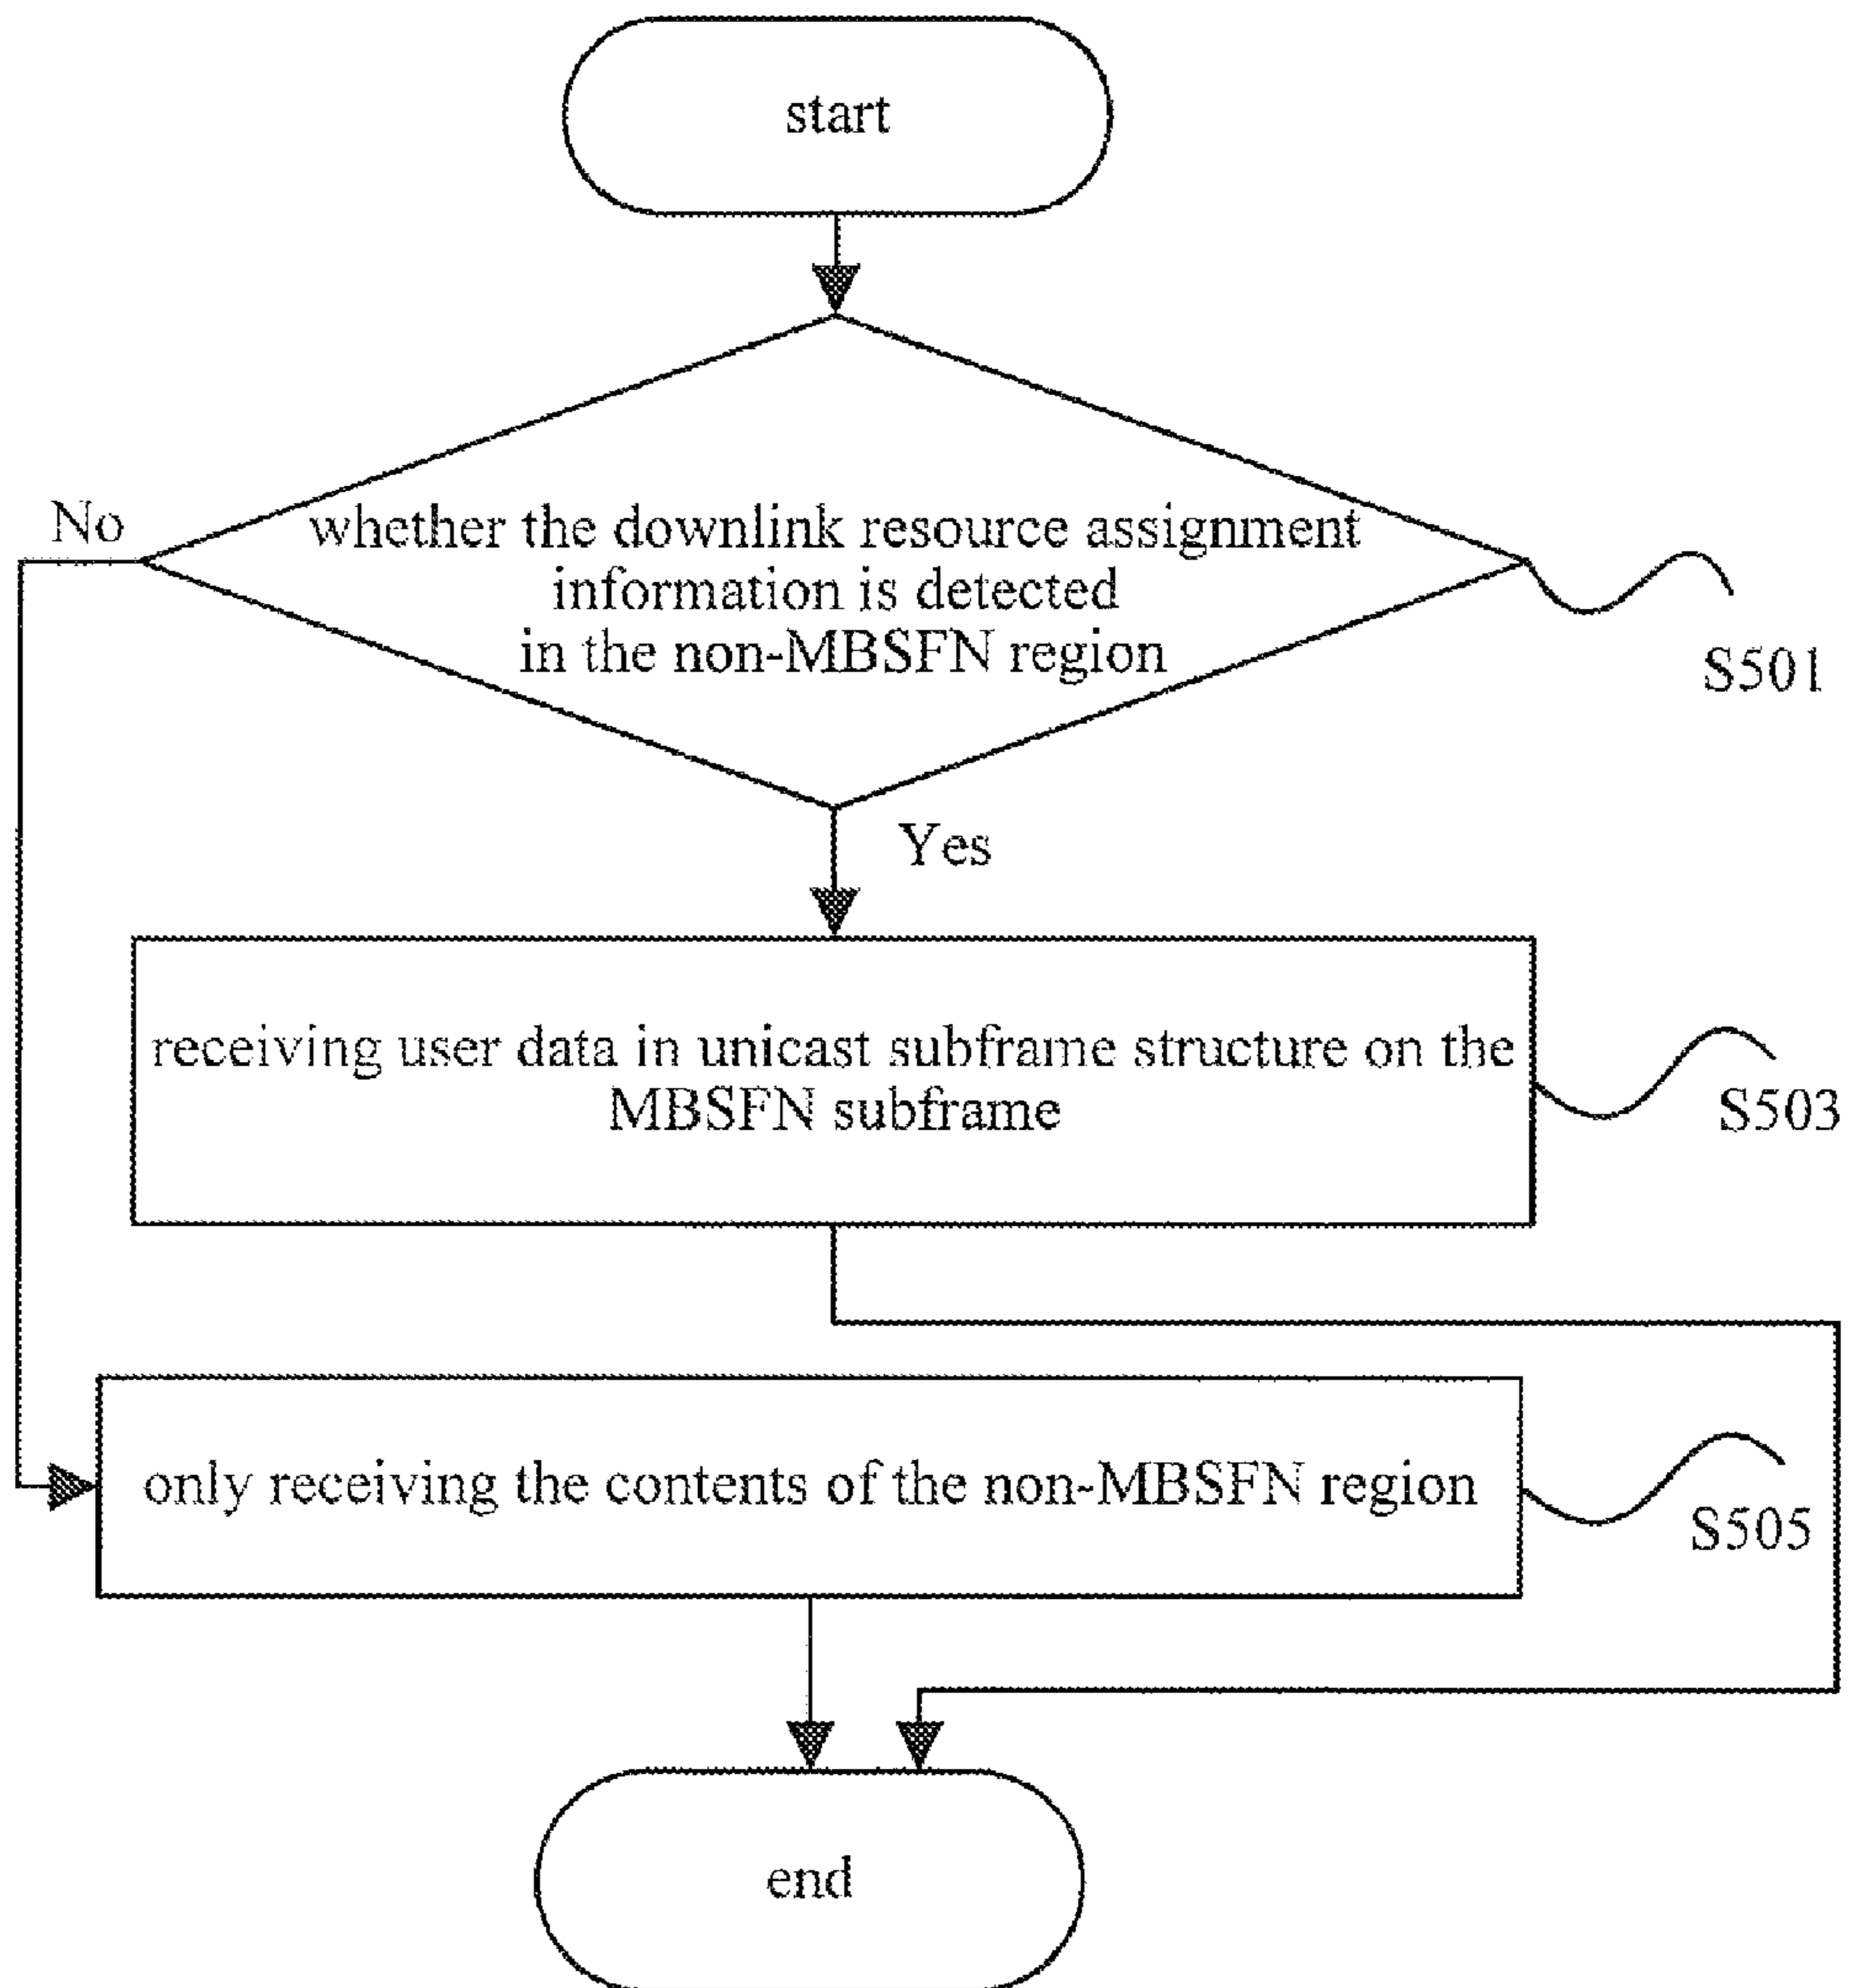 start
No
whether the downlink resource assignment
information is detected
in the non-MBSFN region
S501
Yes
receiving user data in unicast subframe structure on the
MBSFN subframe
S503
only receiving the contents of the non-MBSFN region
S505
end